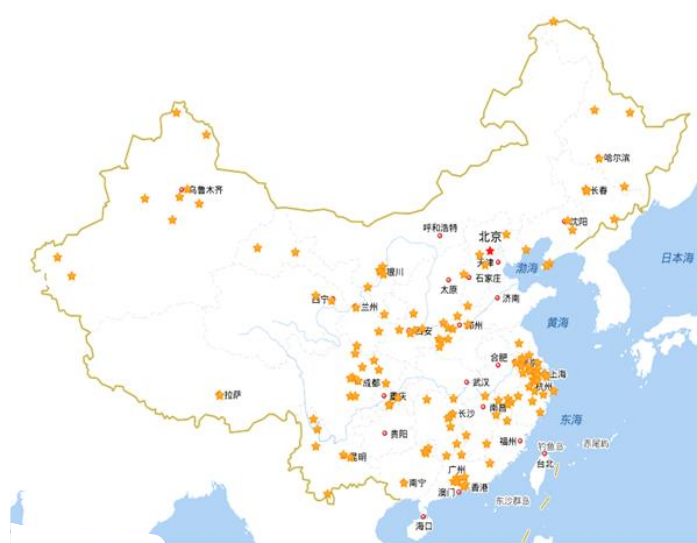 哈尔滨
长春
乌鲁木齐
沈阳
呼和浩特
北京
日本海
天津
渤海
银川
石家庄
太原
西宁
兰州
济南
黄海
西安
郑州
合肥
上海
成都
杭州
拉萨
重庆
武汉
南昌
长沙
东海
贵阳
福州
钓鱼岛
赤尾屿
昆明
台北
广州
南宁
香港
澳门
东沙群岛
海口